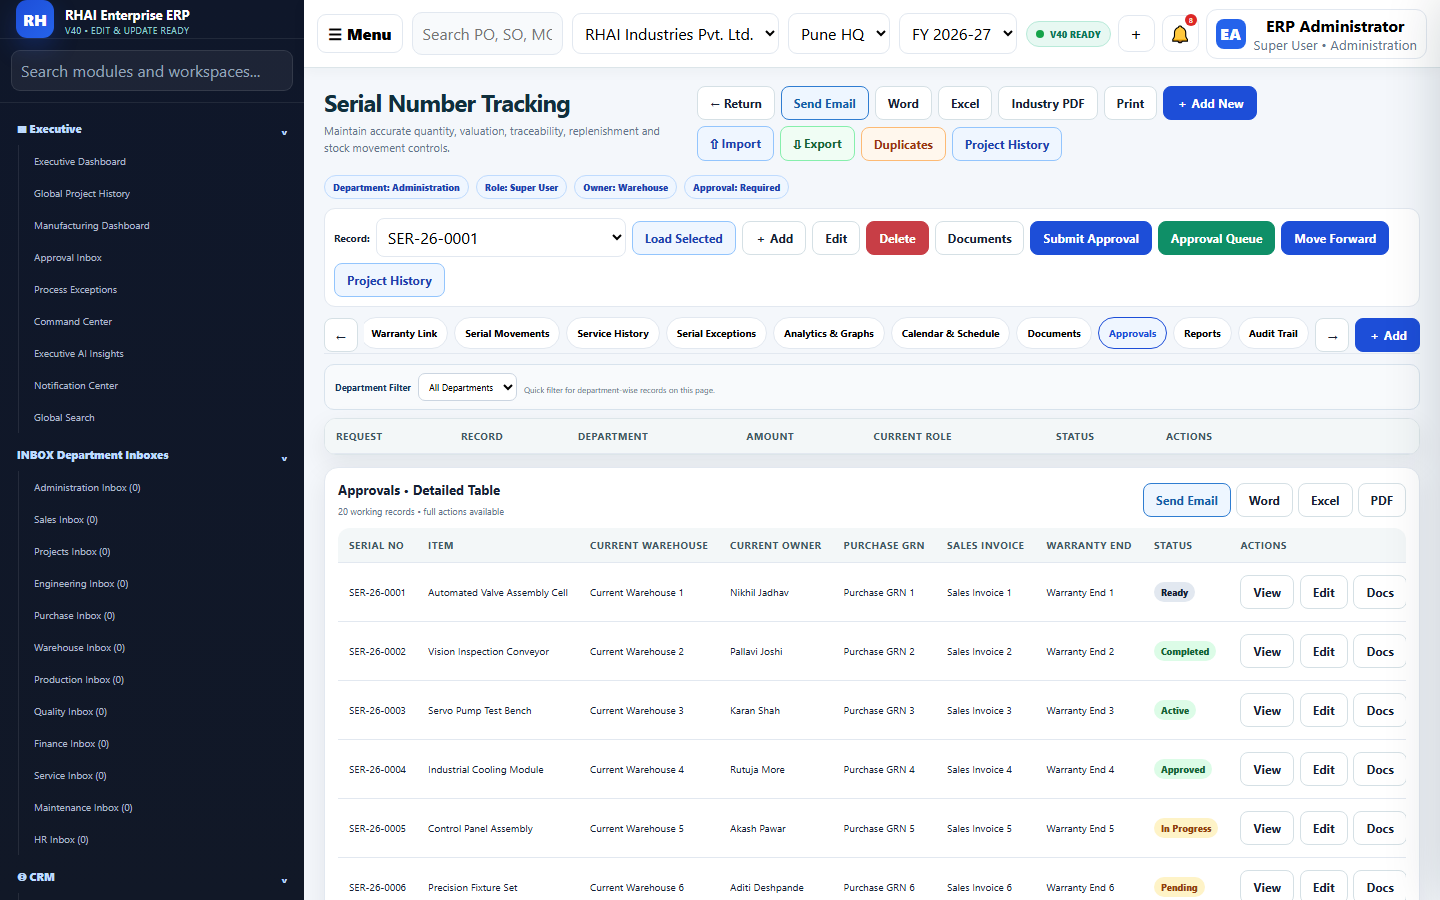 RH
RHAI Enterprise ERP
V40 • EDIT & UPDATE READY
Search modules and workspaces...
Executive
Executive Dashboard
Global Project History
Manufacturing Dashboard
Approval Inbox
Process Exceptions
Command Center
Executive AI Insights
Notification Center
Global Search
INBOX Department Inboxes
Administration Inbox (0)
Sales Inbox (0)
Projects Inbox (0)
Engineering Inbox (0)
Purchase Inbox (0)
Warehouse Inbox (0)
Production Inbox (0)
Quality Inbox (0)
Finance Inbox (0)
Service Inbox (0)
Maintenance Inbox (0)
HR Inbox (0)
CRM
☰ Menu
Search PO, SO, MC
RHAI Industries Pvt. Ltd.
Pune HQ
FY 2026-27
V40 READY
+
8
EA
ERP Administrator
Super User • Administration
Serial Number Tracking
Maintain accurate quantity, valuation, traceability, replenishment and
stock movement controls.
← Return
Send Email
Word
Excel
Industry PDF
Print
+ Add New
⇧ Import
⇩ Export
Duplicates
Project History
Department: Administration
Role: Super User
Owner: Warehouse
Approval: Required
Record:
SER-26-0001
Load Selected
+ Add
Edit
Delete
Documents
Submit Approval
Approval Queue
Move Forward
Project History
←
Warranty Link
Serial Movements
Service History
Serial Exceptions
Analytics & Graphs
Calendar & Schedule
Documents
Approvals
Reports
Audit Trail
→
+ Add
Department Filter
All Departments
Quick filter for department-wise records on this page.
REQUEST RECORD DEPARTMENT AMOUNT CURRENT ROLE STATUS ACTIONS
Approvals • Detailed Table
20 working records • full actions available
Send Email
Word
Excel
PDF
SERIAL NO ITEM CURRENT WAREHOUSE CURRENT OWNER PURCHASE GRN SALES INVOICE WARRANTY END STATUS ACTIONS
SER-26-0001 Automated Valve Assembly Cell Current Warehouse 1 Nikhil Jadhav Purchase GRN 1 Sales Invoice 1 Warranty End 1 Ready View Edit Docs
SER-26-0002 Vision Inspection Conveyor Current Warehouse 2 Pallavi Joshi Purchase GRN 2 Sales Invoice 2 Warranty End 2 Completed View Edit Docs
SER-26-0003 Servo Pump Test Bench Current Warehouse 3 Karan Shah Purchase GRN 3 Sales Invoice 3 Warranty End 3 Active View Edit Docs
SER-26-0004 Industrial Cooling Module Current Warehouse 4 Rutuja More Purchase GRN 4 Sales Invoice 4 Warranty End 4 Approved View Edit Docs
SER-26-0005 Control Panel Assembly Current Warehouse 5 Akash Pawar Purchase GRN 5 Sales Invoice 5 Warranty End 5 In Progress View Edit Docs
SER-26-0006 Precision Fixture Set Current Warehouse 6 Aditi Deshpande Purchase GRN 6 Sales Invoice 6 Warranty End 6 Pending View Edit Docs